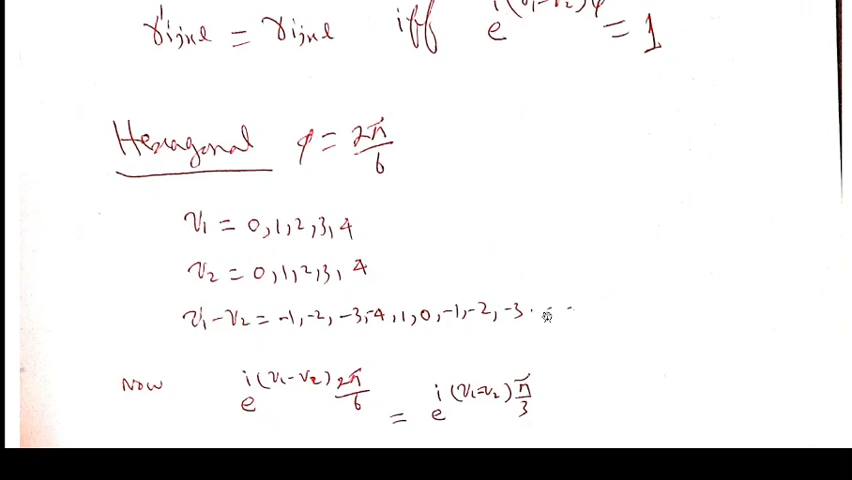 γ'ijkl = γijkl iff e^{i(ν1-ν2)φ} = 1
Hexagonal φ = 2π/6
ν1 = 0,1,2,3,4
ν2 = 0,1,2,3,4
ν1-ν2 = -1,-2,-3,-4,1,0,-1,-2,-3...
Now e^{i(ν1-ν2)2π/6} = e^{i(ν1-ν2)π/3}